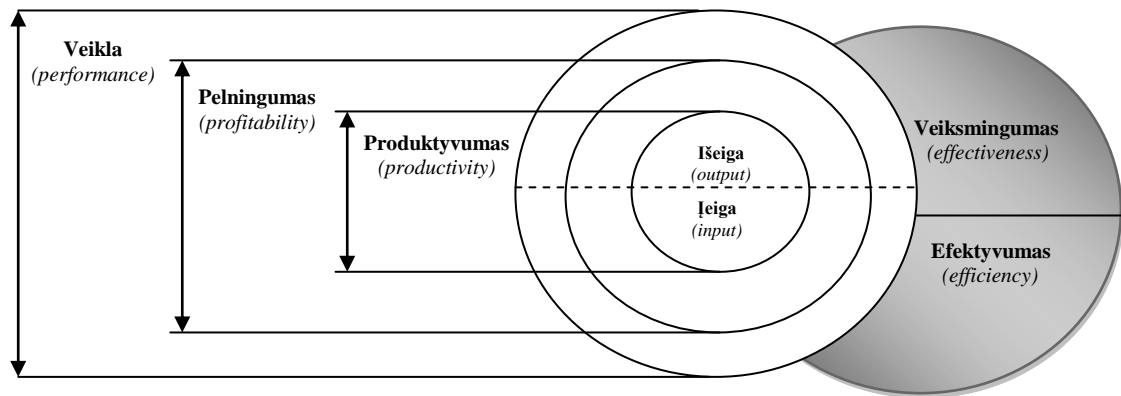 Veikla
(performance)
Pelningumas
(profitability)
Produktyvumas
(productivity)
Išeiga
(output)
Įeiga
(input)
Veiksmingumas
(effectiveness)
Efektyvumas
(efficiency)